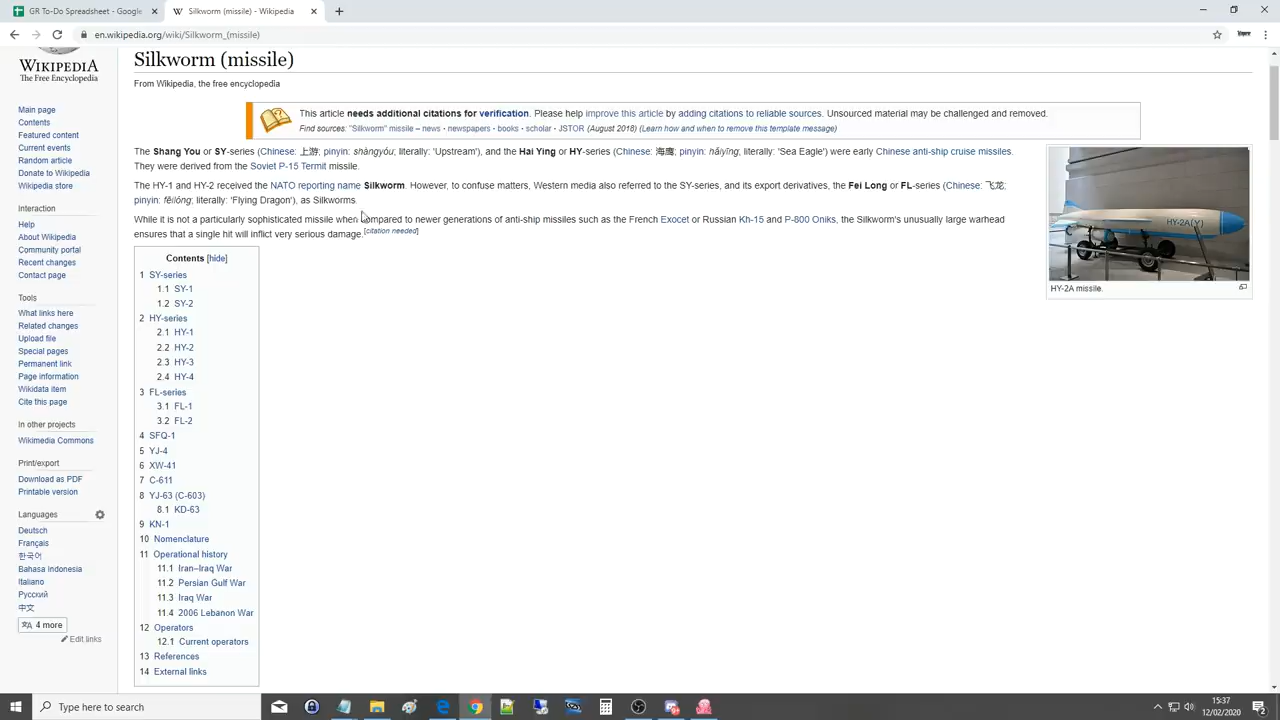 GR To-Do Spreadsheet - Google
Silkworm (missile) - Wikipedia
en.wikipedia.org/wiki/Silkworm_(missile)
WIKIPEDIA
The Free Encyclopedia
Main page
Contents
Featured content
Current events
Random article
Donate to Wikipedia
Wikipedia store
Interaction
Help
About Wikipedia
Community portal
Recent changes
Contact page
Tools
What links here
Related changes
Upload file
Special pages
Permanent link
Page information
Wikidata item
Cite this page
In other projects
Wikimedia Commons
Print/export
Download as PDF
Printable version
Languages
Deutsch
Français
한국어
Bahasa Indonesia
Italiano
Русский
中文
4 more
Edit links
Silkworm (missile)
From Wikipedia, the free encyclopedia
This article needs additional citations for verification. Please help improve this article by adding citations to reliable sources. Unsourced material may be challenged and removed.
Find sources: "Silkworm" missile – news · newspapers · books · scholar · JSTOR (August 2018) (Learn how and when to remove this template message)
The Shang You or SY-series (Chinese: 上游; pinyin: shàngyóu; literally: 'Upstream'), and the Hai Ying or HY-series (Chinese: 海鹰; pinyin: hǎiyīng; literally: 'Sea Eagle') were early Chinese anti-ship cruise missiles.
They were derived from the Soviet P-15 Termit missile.
The HY-1 and HY-2 received the NATO reporting name Silkworm. However, to confuse matters, Western media also referred to the SY-series, and its export derivatives, the Fei Long or FL-series (Chinese: 飞龙;
pinyin: fēilóng; literally: 'Flying Dragon'), as Silkworms.
While it is not a particularly sophisticated missile when compared to newer generations of anti-ship missiles such as the French Exocet or Russian Kh-15 and P-800 Oniks, the Silkworm's unusually large warhead
ensures that a single hit will inflict very serious damage.[citation needed]
HY-2A(Y)
HY-2A missile.
Contents [hide]
1 SY-series
1.1 SY-1
1.2 SY-2
2 HY-series
2.1 HY-1
2.2 HY-2
2.3 HY-3
2.4 HY-4
3 FL-series
3.1 FL-1
3.2 FL-2
4 SFQ-1
5 YJ-4
6 XW-41
7 C-611
8 YJ-63 (C-603)
8.1 KD-63
9 KN-1
10 Nomenclature
11 Operational history
11.1 Iran–Iraq War
11.2 Persian Gulf War
11.3 Iraq War
11.4 2006 Lebanon War
12 Operators
12.1 Current operators
13 References
14 External links
Type here to search
15:37
12/02/2020
2